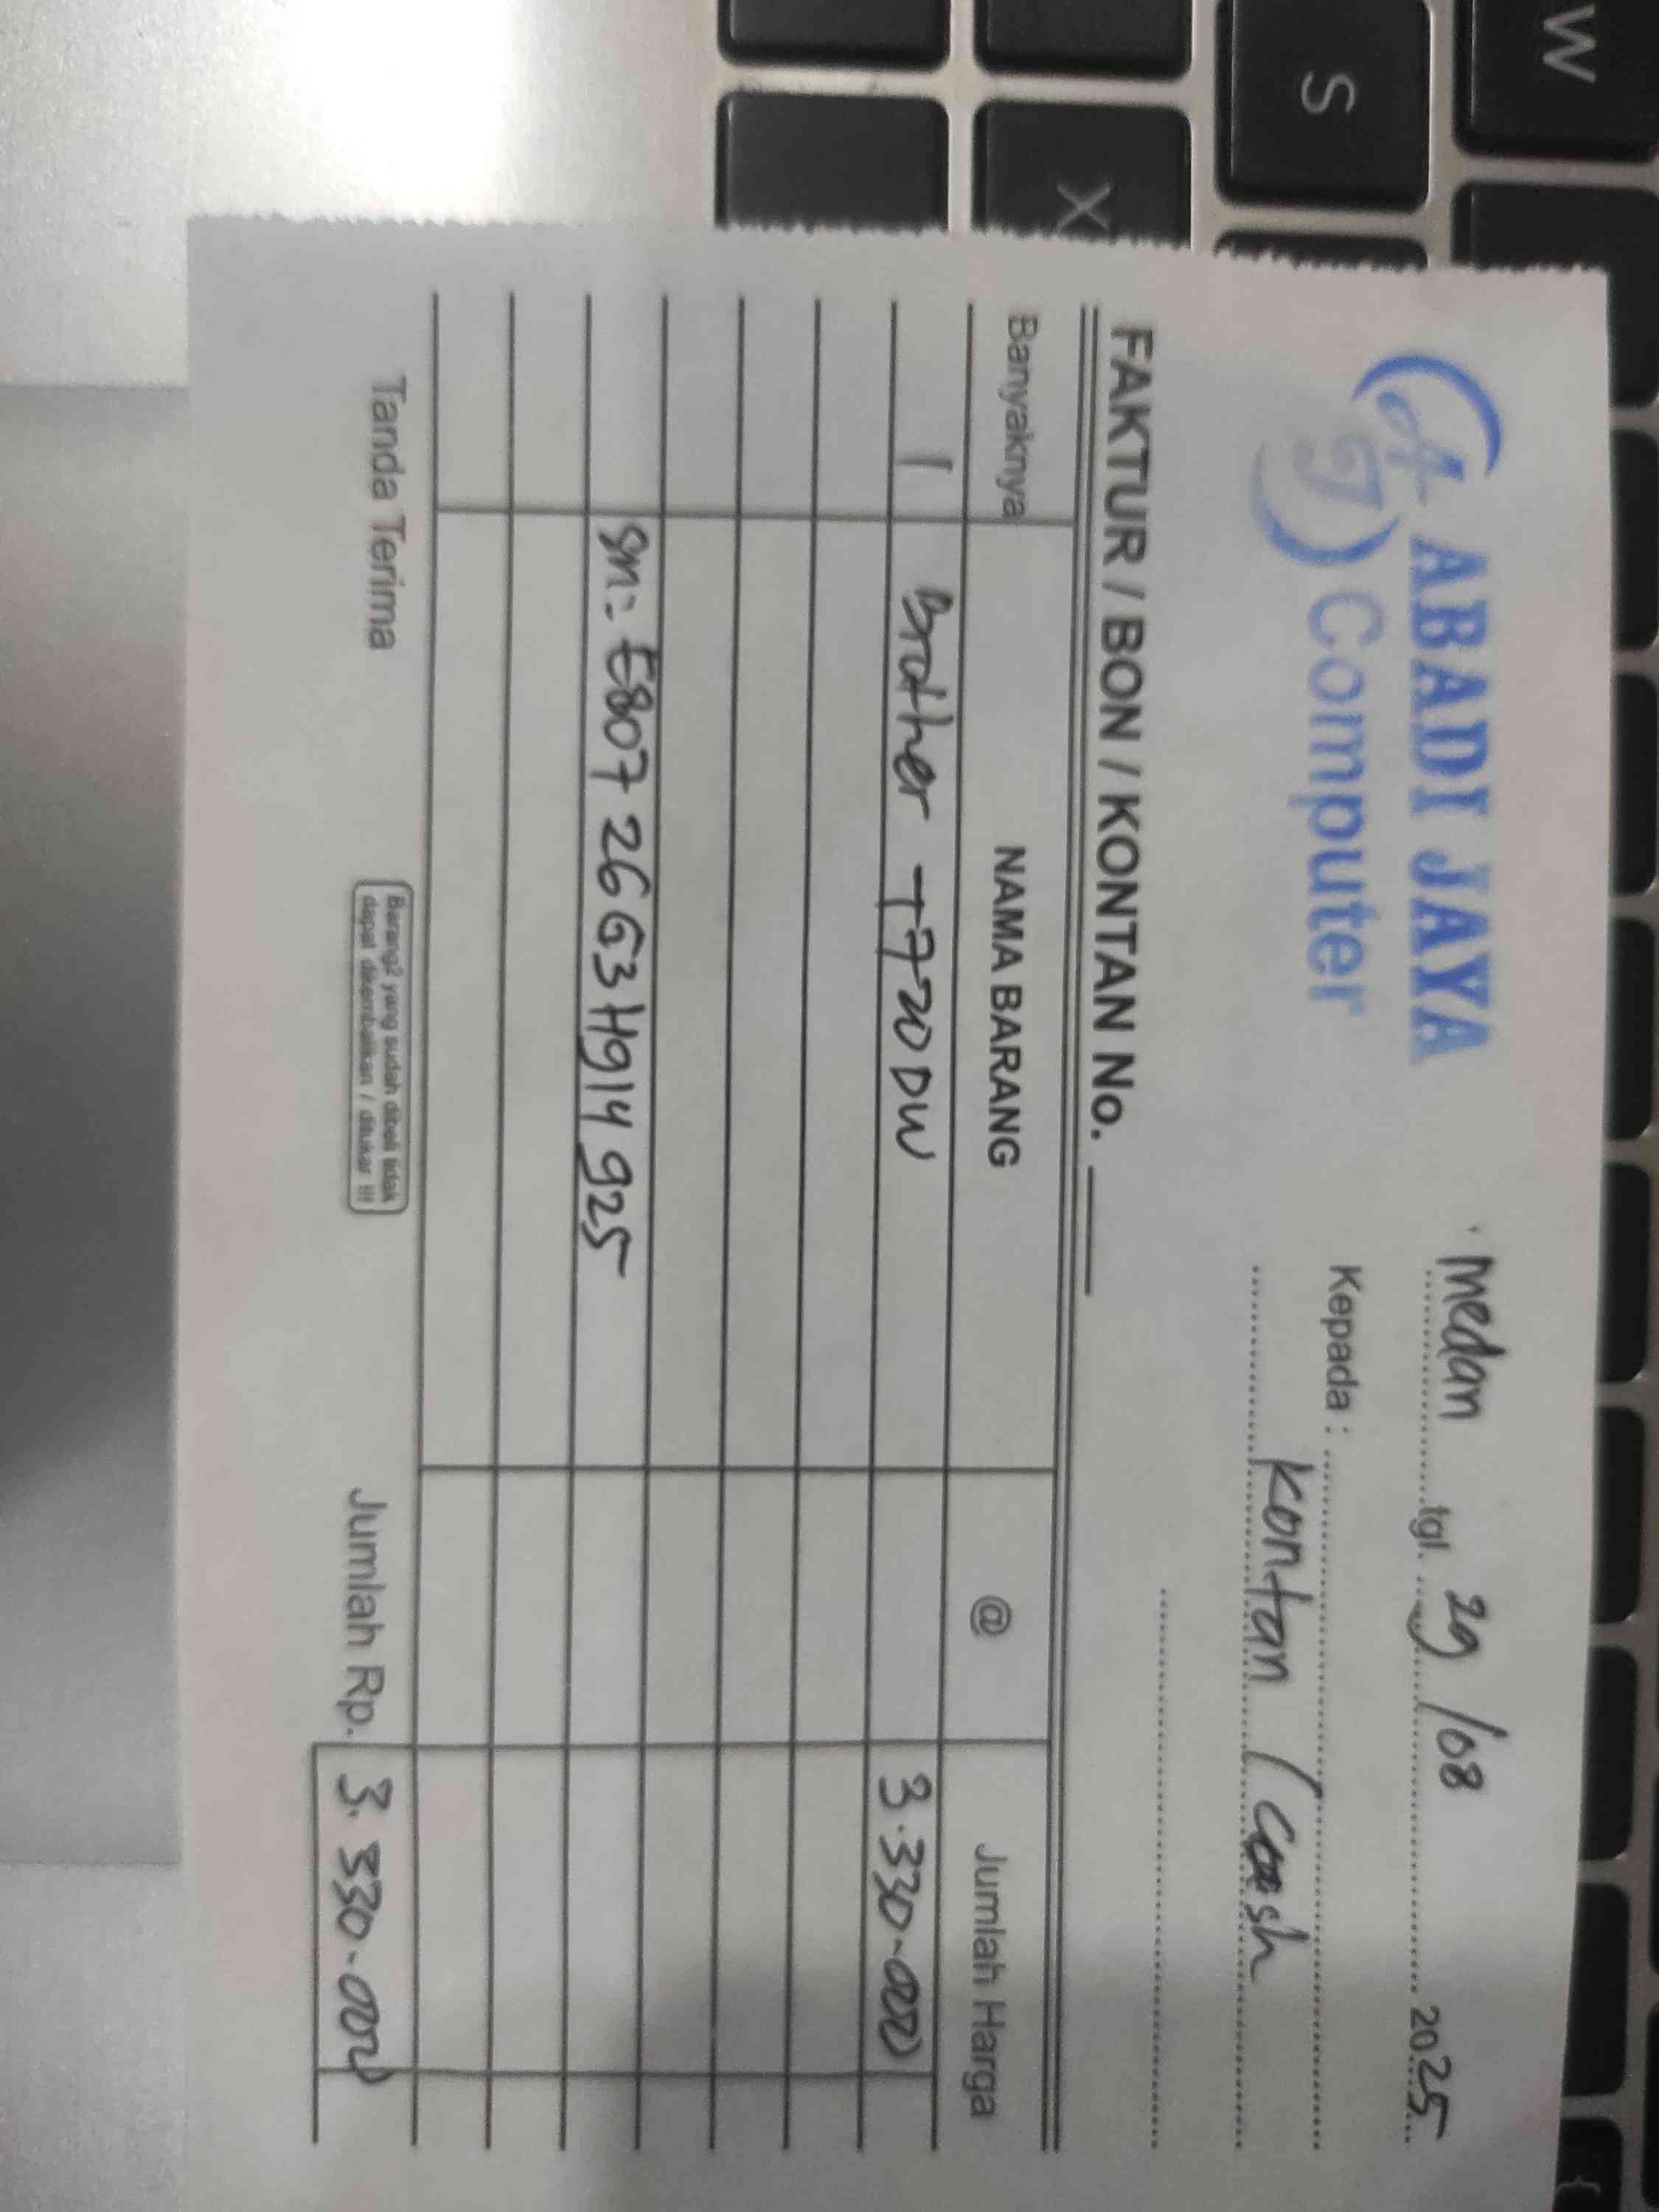 ABADI JAYA
AJ Computer
Medan tgl. 29/08 2025
Kepada :
Kontan / Cash
FAKTUR / BON / KONTAN No.
Banyaknya NAMA BARANG @ Jumlah Harga
1 Brother T720DW 3.330.000
SN: E80726G3H914925
Tanda Terima
Barang2 yang sudah dibeli tidak
dapat dikembalikan / ditukar !!!
Jumlah Rp. 3.330.000
W
S
X